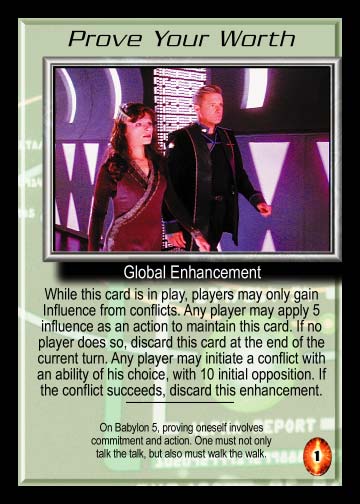 Prove Your Worth
Global Enhancement
While this card is in play, players may only gain
Influence from conflicts. Any player may apply 5
influence as an action to maintain this card. If no
player does so, discard this card at the end of the
current turn. Any player may initiate a conflict with
an ability of his choice, with 10 initial opposition. If
the conflict succeeds, discard this enhancement.
On Babylon 5, proving oneself involves
commitment and action. One must not only
talk the talk, but also must walk the walk.
REPORT
1